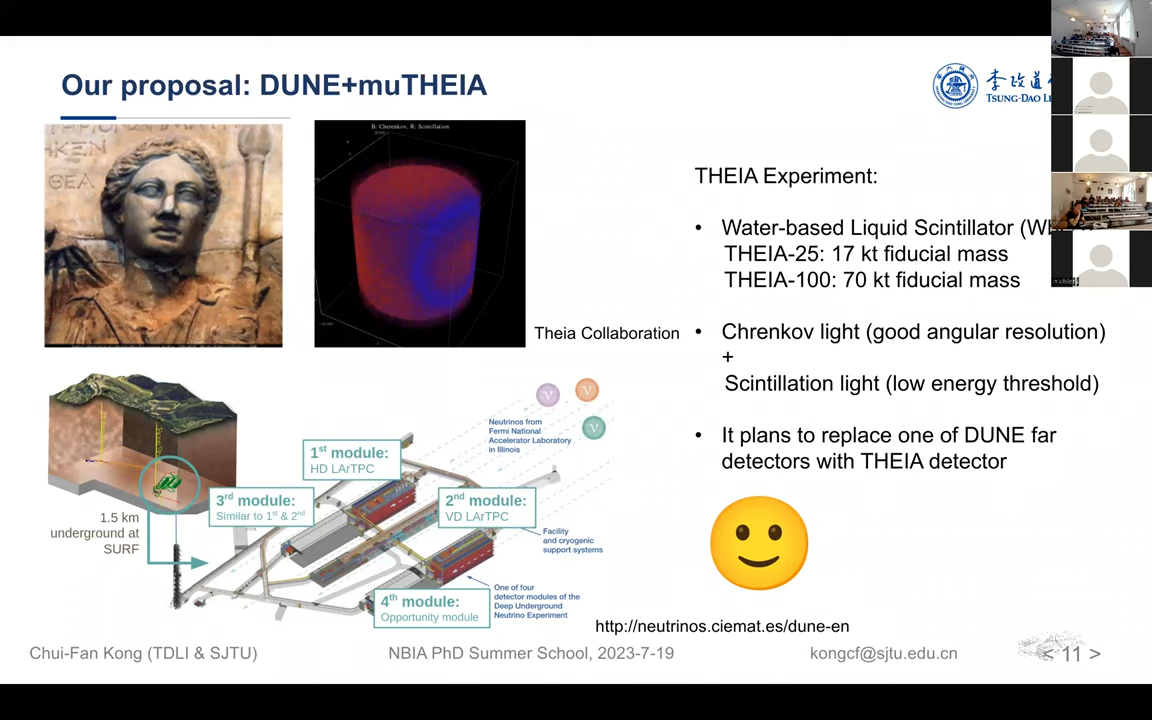 Our proposal: DUNE+muTHEIA
李政道
TSUNG-DAO LE
ΚΕΝ
ΘΕΑ
B: Cherenkov, R: Scintillation
THEIA Experiment:
• Water-based Liquid Scintillator
THEIA-25: 17 kt fiducial mass
THEIA-100: 70 kt fiducial mass
Theia Collaboration
• Chrenkov light (good angular resolution)
+
Scintillation light (low energy threshold)
• It plans to replace one of DUNE far
detectors with THEIA detector
ν
ν
ν
Neutrinos from
Fermi National
Accelerator Laboratory
in Illinois
1st module:
HD LArTPC
3rd module:
Similar to 1st & 2nd
2nd module:
VD LArTPC
1.5 km
underground at
SURF
Facility
and cryogenic
support systems
4th module:
Opportunity module
One of four
detector modules of the
Deep Underground
Neutrino Experiment
http://neutrinos.ciemat.es/dune-en
Chui-Fan Kong (TDLI & SJTU)
NBIA PhD Summer School, 2023-7-19
kongcf@sjtu.edu.cn
< 11 >